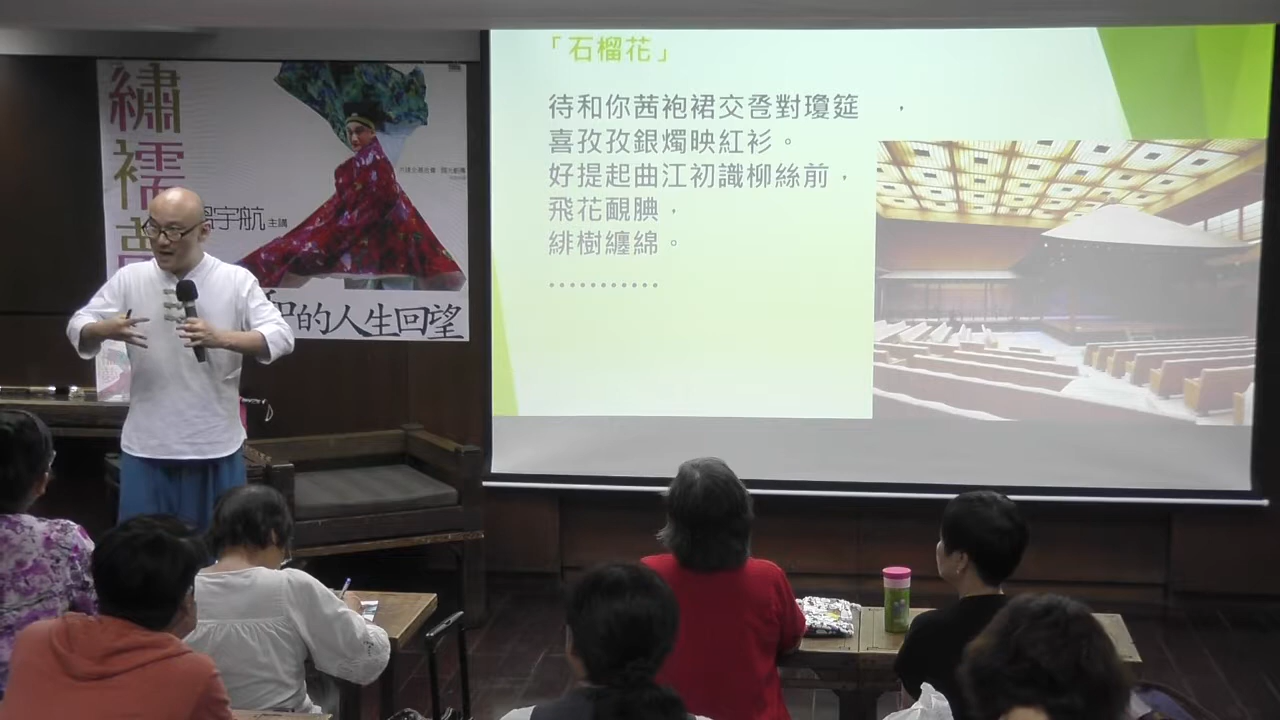 繡
襦
宇航 主講
的人生回望
「石榴花」
待和你茜袍裙交卺對瓊筵 ，
喜孜孜銀燭映紅衫。
好提起曲江初識柳絲前，
飛花靦腆，
緋樹纏綿。
...........